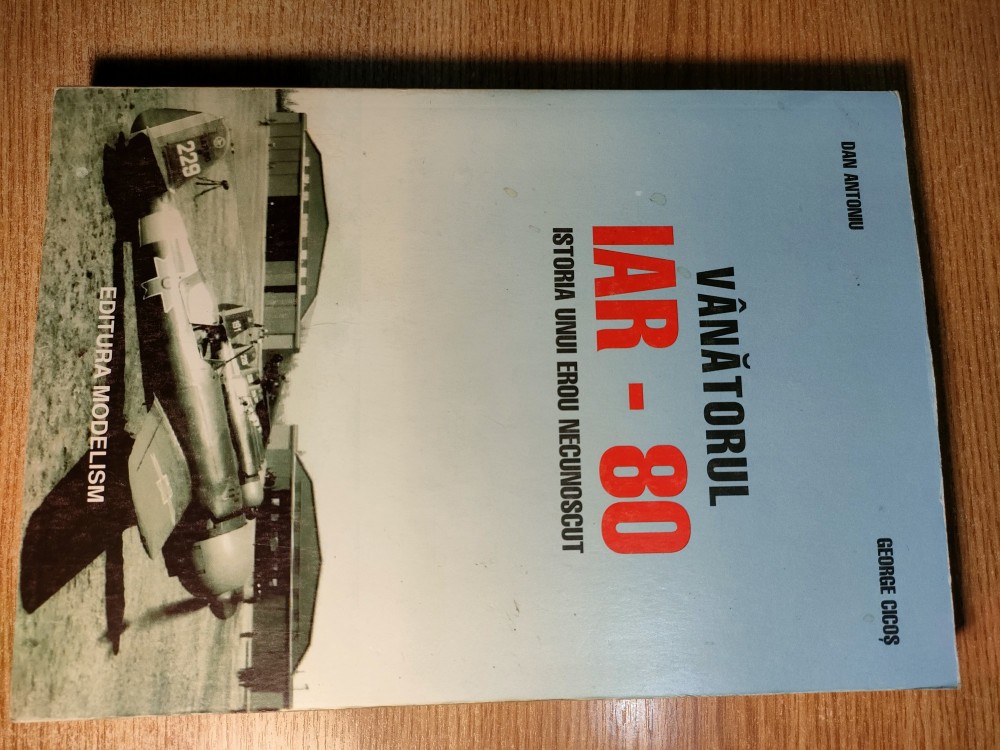 DAN ANTONIU
GEORGE CICOȘ
VÂNĂTORUL
IAR - 80
ISTORIA UNUI EROU NECUNOSCUT
229
EDITURA MODELISM